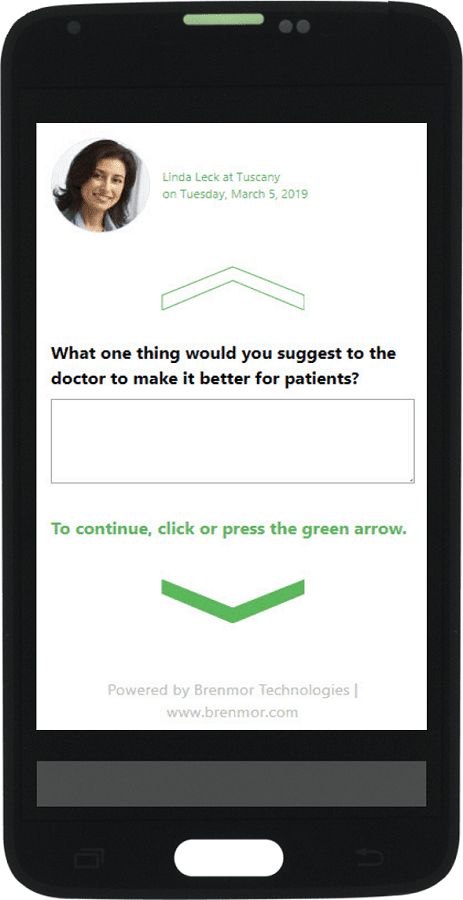 Linda Leck at Tuscany
on Tuesday, March 5, 2019
What one thing would you suggest to the
doctor to make it better for patients?
To continue, click or press the green arrow.
Powered by Brenmor Technologies |
www.brenmor.com